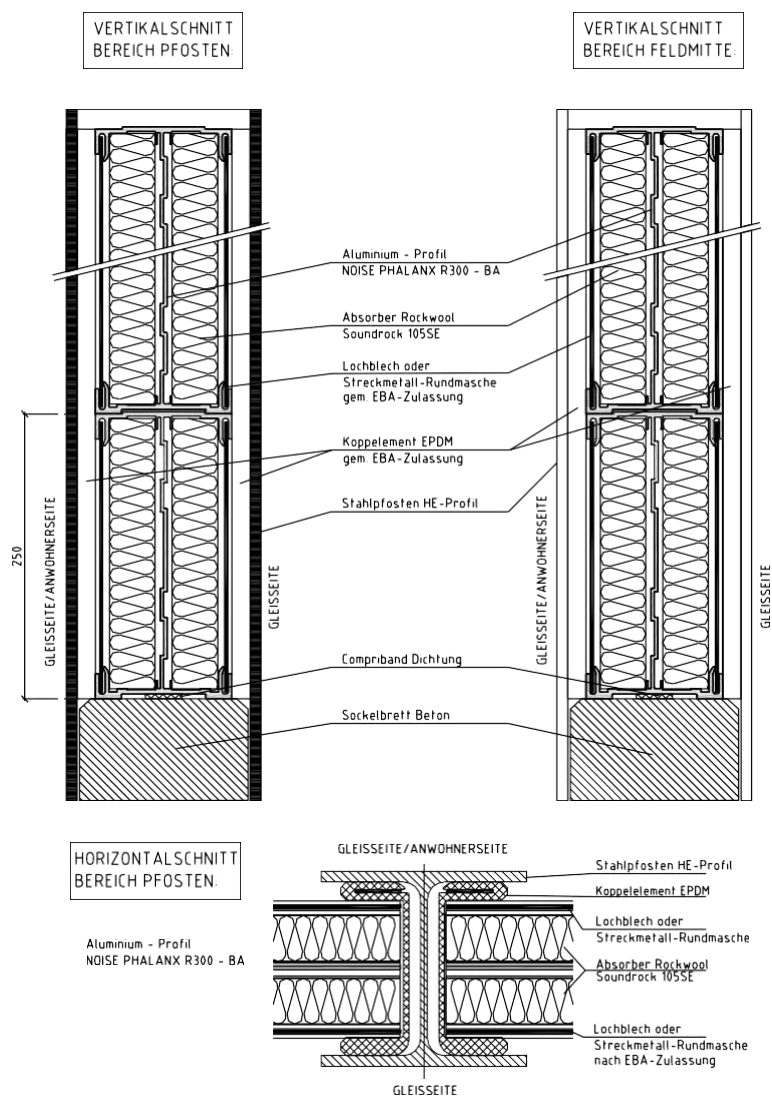 VERTIKALSCHNITT
BEREICH PFOSTEN:
VERTIKALSCHNITT
BEREICH FELDMITTE:
Aluminium - Profil
NOISE PHALANX R300 - BA
Absorber Rockwool
Soundrock 105SE
Lochblech oder
Streckmetall-Rundmasche
gem. EBA-Zulassung
Koppelement EPDM
gem. EBA-Zulassung
Stahlpfosten HE-Profil
250
GLEISSEITE/ANWOHNERSEITE
GLEISSEITE
GLEISSEITE/ANWOHNERSEITE
GLEISSEITE
Compriband Dichtung
Sockelbrett Beton
HORIZONTALSCHNITT
BEREICH PFOSTEN:
GLEISSEITE/ANWOHNERSEITE
Stahlpfosten HE-Profil
Koppelelement EPDM
Lochblech oder
Streckmetall-Rundmasche
Aluminium - Profil
NOISE PHALANX R300 - BA
Absorber Rockwool
Soundrock 105SE
Lochblech oder
Streckmetall-Rundmasche
nach EBA-Zulassung
GLEISSEITE